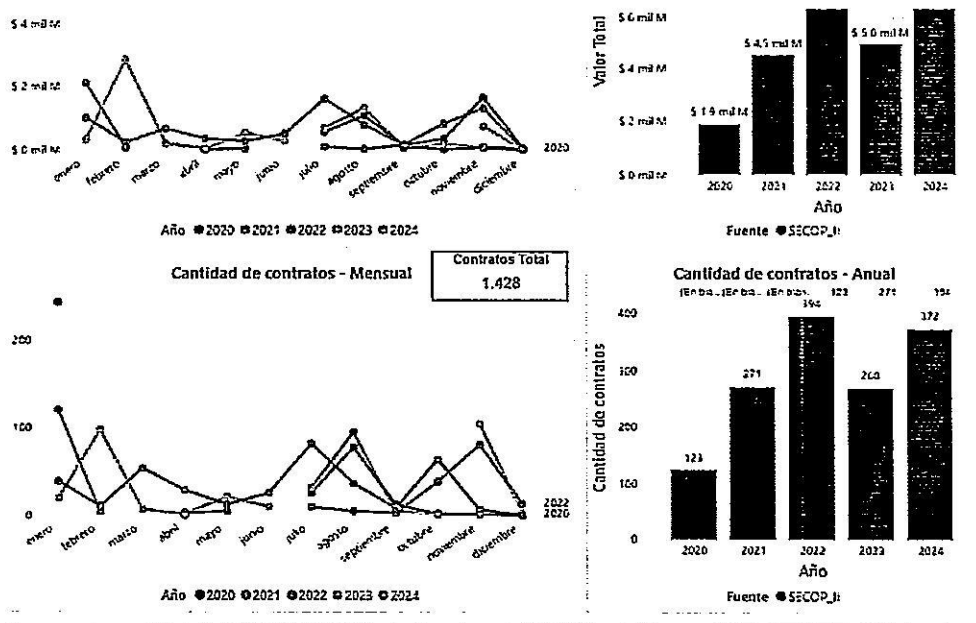 $ 4 mil M
$ 2 mil M
$ 0 mil M
enero
febrero
marzo
abril
mayo
junio
julio
agosto
septiembre
octubre
noviembre
diciembre
2020
Año 2020 2021 2022 2023 2024
Valor Total
$ 6 mil M
$ 4 mil M
$ 2 mil M
$ 0 mil M
$ 1.9 mil M
$ 4.5 mil M
$ 5.0 mil M
2020 2021 2022 2023 2024
Año
Fuente SECOP_II
Cantidad de contratos - Mensual
Contratos Total
1.428
200
100
0
enero
febrero
marzo
abril
mayo
junio
julio
agosto
septiembre
octubre
noviembre
diciembre
2022
2020
Año 2020 2021 2022 2023 2024
Cantidad de contratos - Anual
123 271 394
Cantidad de contratos
400
300
200
100
0
123
271
394
268
372
2020 2021 2022 2023 2024
Año
Fuente SECOP_II